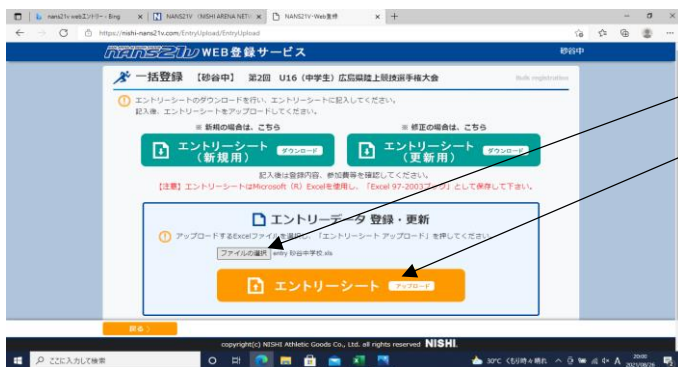 nans21v webエントリー - Bing
NANS21V（NISHI ARENA NET）
NANS21V-Web登録
https://nishi-nans21v.com/EntryUpload/EntryUpload
NANS21V WEB登録サービス
砂谷中
一括登録 【砂谷中】 第2回 U16（中学生）広島県陸上競技選手権大会
Bulk registration
エントリーシートのダウンロードを行い、エントリーシートに記入してください。
記入後、エントリーシートをアップロードしてください。
※ 新規の場合は、こちら
※ 修正の場合は、こちら
エントリーシート（新規用） ダウンロード
エントリーシート（更新用） ダウンロード
記入後は登録内容、参加費等を確認してください。
【注意】エントリーシートはMicrosoft（R）Excelを使用し、「Excel 97-2003ブック」として保存して下さい。
エントリーデータ 登録・更新
アップロードするExcelファイルを選択し、「エントリーシート アップロード」を押してください。
ファイルの選択 entry 砂谷中学校.xls
エントリーシート アップロード
戻る
copyright(c) NISHI Athletic Goods Co., Ltd. all rights reserved NISHI.
ここに入力して検索
30°C くもり時々晴れ
A
20:00
2021/08/26